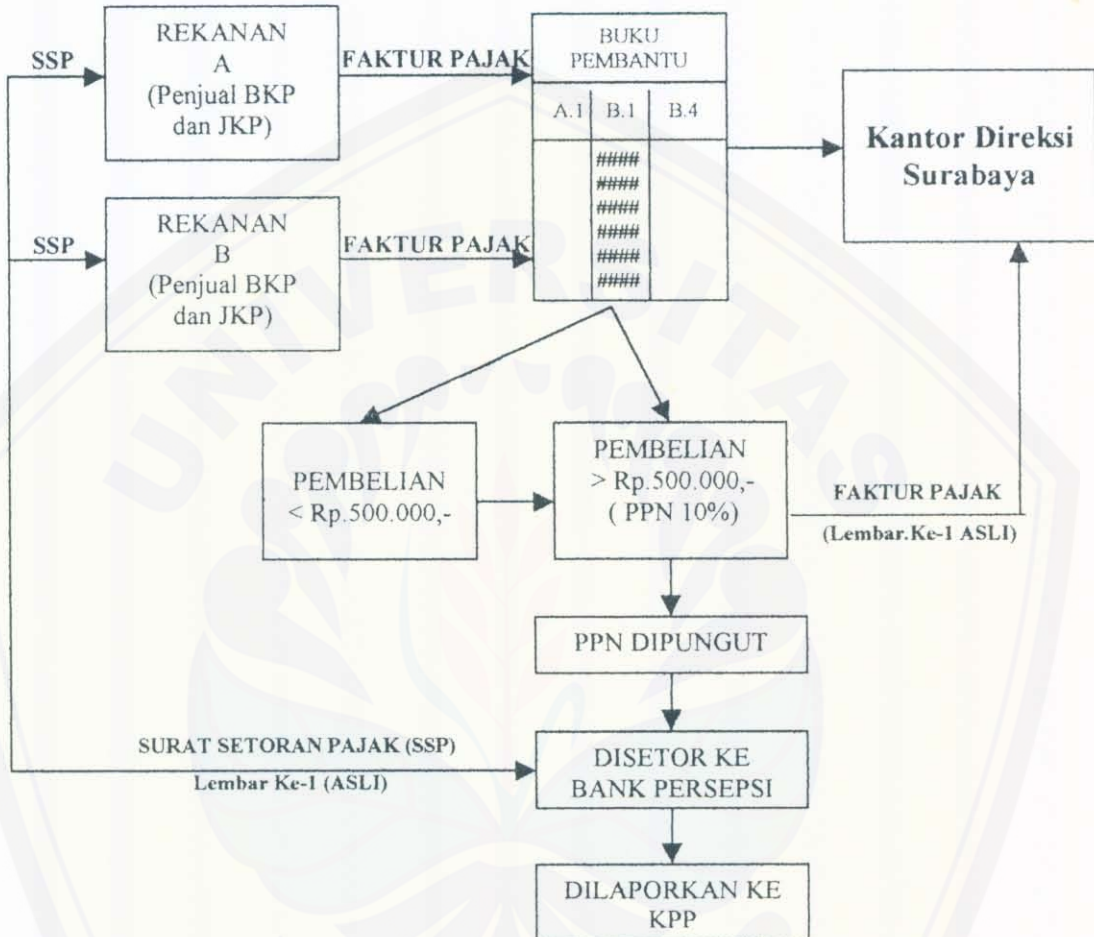 SSP
REKANAN
A
(Penjual BKP
dan JKP)
FAKTUR PAJAK
BUKU
PEMBANTU
A.1 B.1 B.4
####
####
####
####
####
####
Kantor Direksi
Surabaya
SSP
REKANAN
B
(Penjual BKP
dan JKP)
FAKTUR PAJAK
PEMBELIAN
< Rp.500.000,-
PEMBELIAN
> Rp.500.000,-
( PPN 10%)
FAKTUR PAJAK
(Lembar.Ke-1 ASLI)
PPN DIPUNGUT
SURAT SETORAN PAJAK (SSP)
Lembar Ke-1 (ASLI)
DISETOR KE
BANK PERSEPSI
DILAPORKAN KE
KPP
UNIVERSITAS